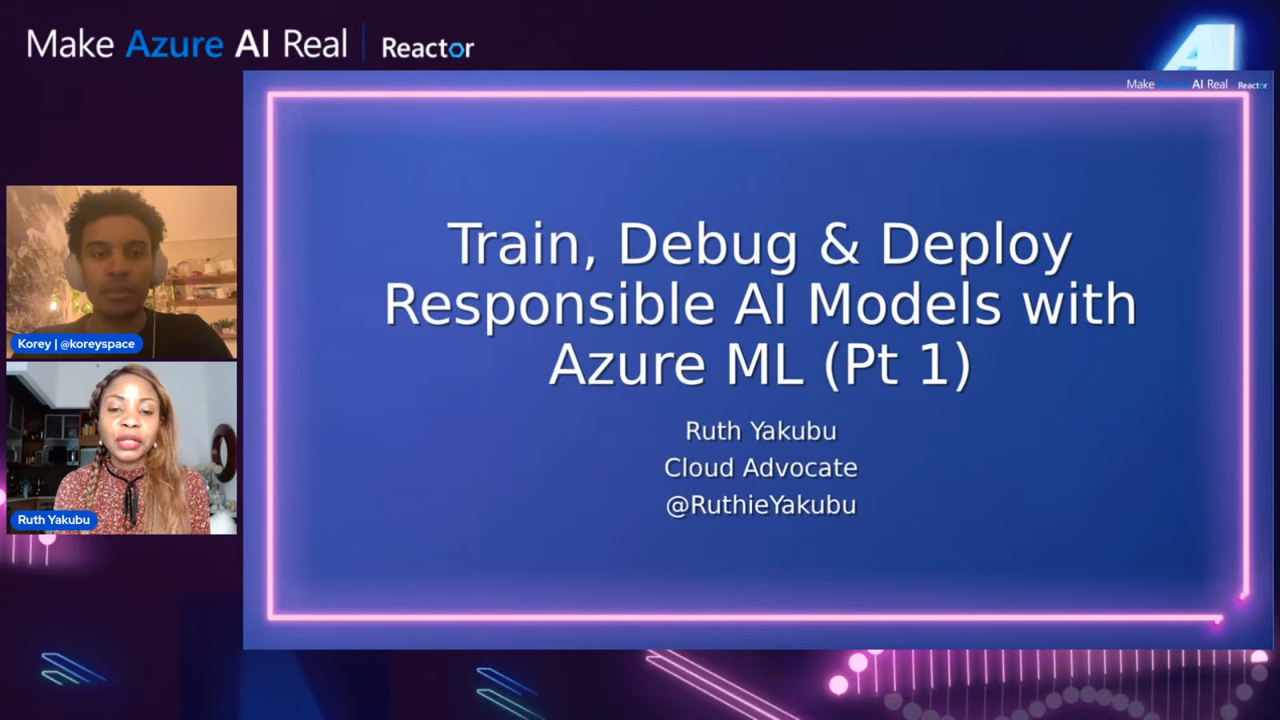 Make Azure AI Real | Reactor
Make Azure AI Real Reactor
Train, Debug & Deploy
Responsible AI Models with
Azure ML (Pt 1)
Ruth Yakubu
Cloud Advocate
@RuthieYakubu
Korey | @koreyspace
Ruth Yakubu